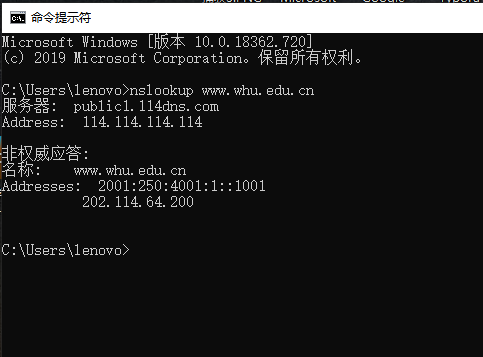 命令提示符
Microsoft Windows [版本 10.0.18362.720]
(c) 2019 Microsoft Corporation。保留所有权利。
C:\Users\lenovo>nslookup www.whu.edu.cn
服务器:  public1.114dns.com
Address:  114.114.114.114
非权威应答:
名称:    www.whu.edu.cn
Addresses:  2001:250:4001:1::1001
202.114.64.200
C:\Users\lenovo>